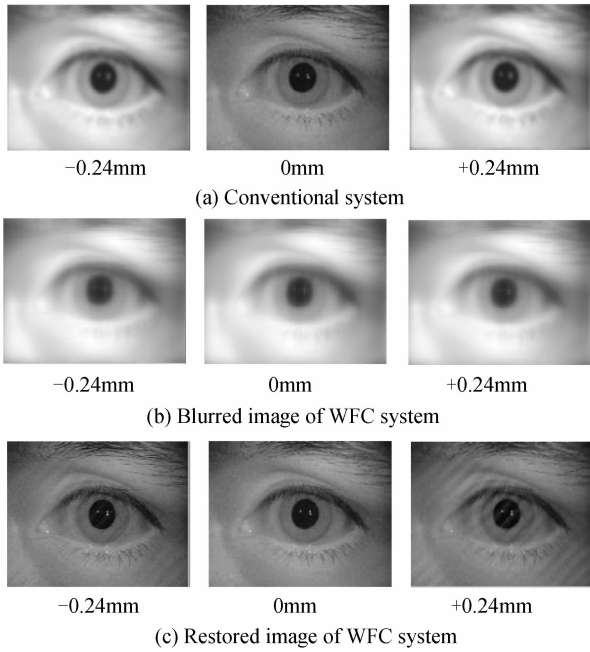 −0.24mm 0mm +0.24mm
(a) Conventional system
−0.24mm 0mm +0.24mm
(b) Blurred image of WFC system
−0.24mm 0mm +0.24mm
(c) Restored image of WFC system